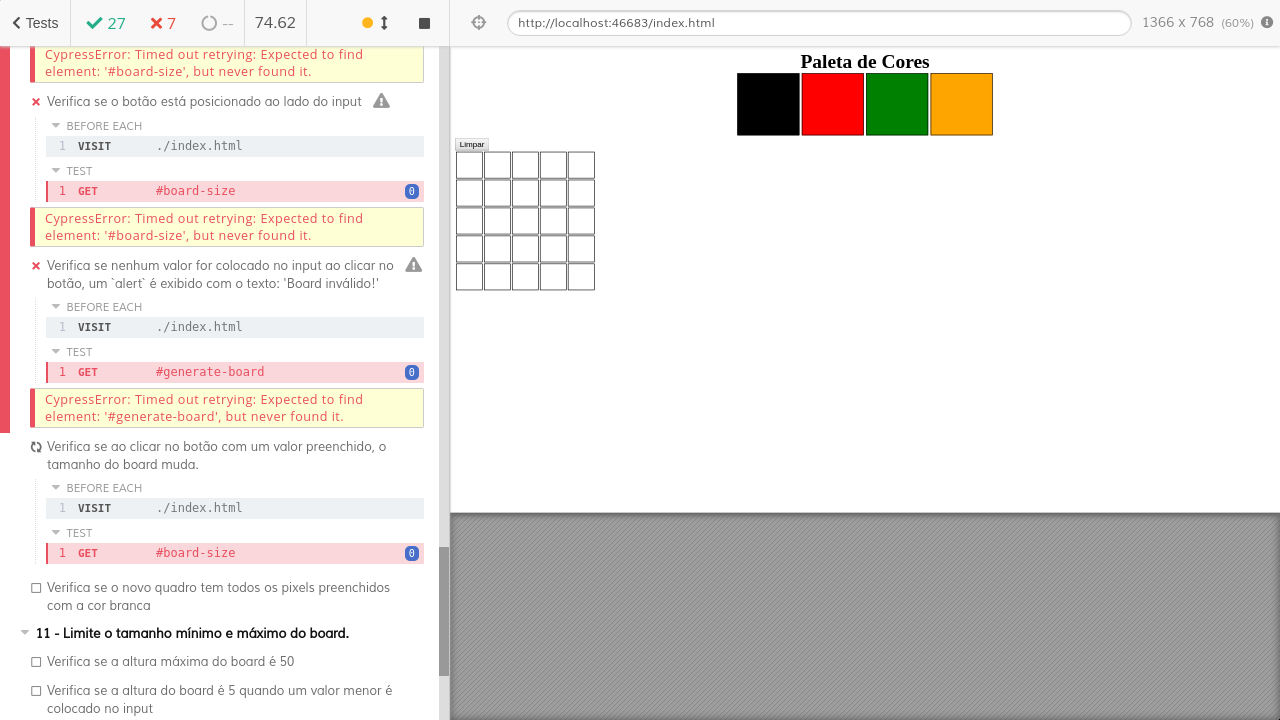 Tests 27 7 -- 74.62
http://localhost:46683/index.html 1366 x 768 (60%)
CypressError: Timed out retrying: Expected to find
element: '#board-size', but never found it.
Verifica se o botão está posicionado ao lado do input
BEFORE EACH
1 VISIT ./index.html
TEST
1 GET #board-size 0
CypressError: Timed out retrying: Expected to find
element: '#board-size', but never found it.
Verifica se nenhum valor for colocado no input ao clicar no
botão, um `alert` é exibido com o texto: 'Board inválido!'
BEFORE EACH
1 VISIT ./index.html
TEST
1 GET #generate-board 0
CypressError: Timed out retrying: Expected to find
element: '#generate-board', but never found it.
Verifica se ao clicar no botão com um valor preenchido, o
tamanho do board muda.
BEFORE EACH
1 VISIT ./index.html
TEST
1 GET #board-size 0
Verifica se o novo quadro tem todos os pixels preenchidos
com a cor branca
11 - Limite o tamanho mínimo e máximo do board.
Verifica se a altura máxima do board é 50
Verifica se a altura do board é 5 quando um valor menor é
colocado no input
Paleta de Cores
Limpar